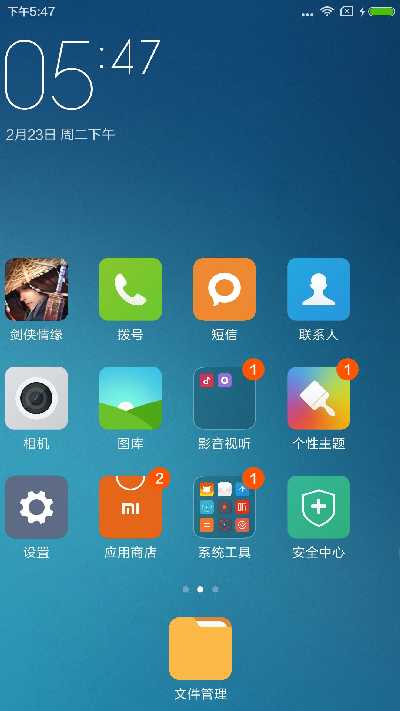 下午5:47
05:47
2月23日 周二下午
剑侠情缘
拨号
短信
联系人
相机
图库
1
影音视听
1
个性主题
设置
2
mi
应用商店
1
系统工具
安全中心
文件管理